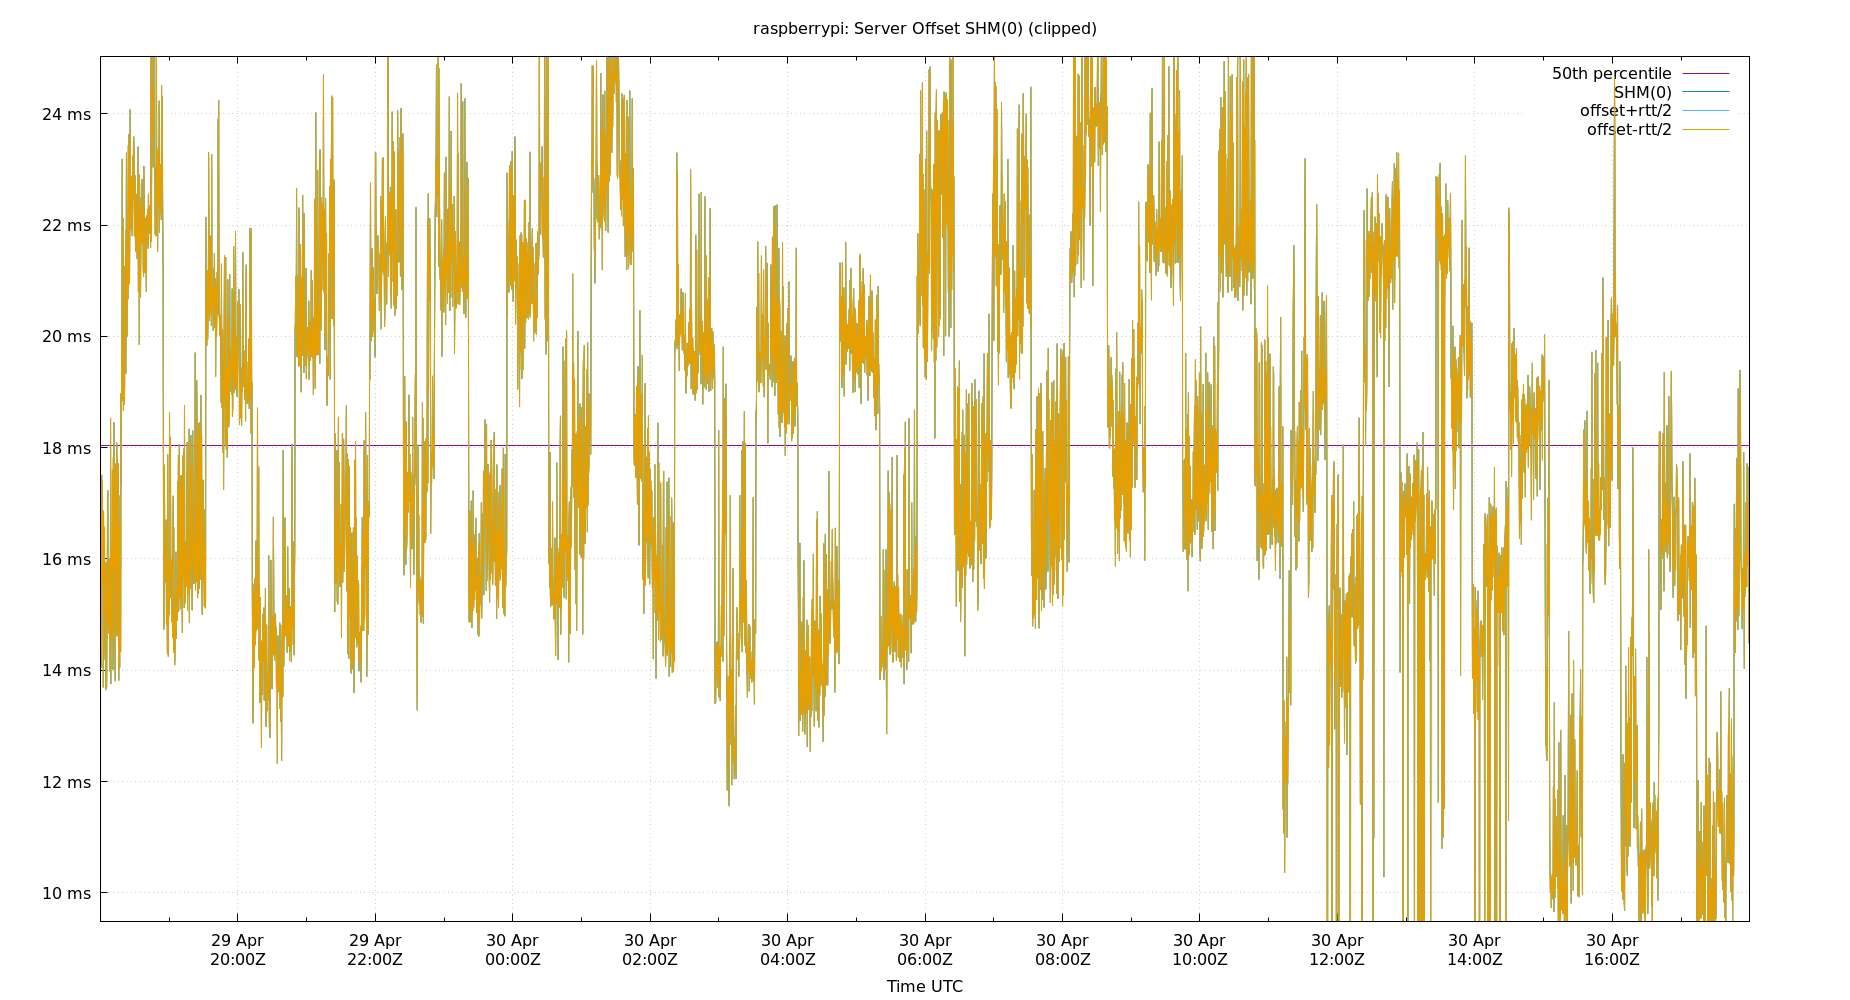 raspberrypi: Server Offset SHM(0) (clipped)
50th percentile
SHM(0)
offset+rtt/2
offset-rtt/2
24 ms
22 ms
20 ms
18 ms
16 ms
14 ms
12 ms
10 ms
29 Apr 29 Apr 30 Apr 30 Apr 30 Apr 30 Apr 30 Apr 30 Apr 30 Apr 30 Apr 30 Apr
20:00Z 22:00Z 00:00Z 02:00Z 04:00Z 06:00Z 08:00Z 10:00Z 12:00Z 14:00Z 16:00Z
Time UTC